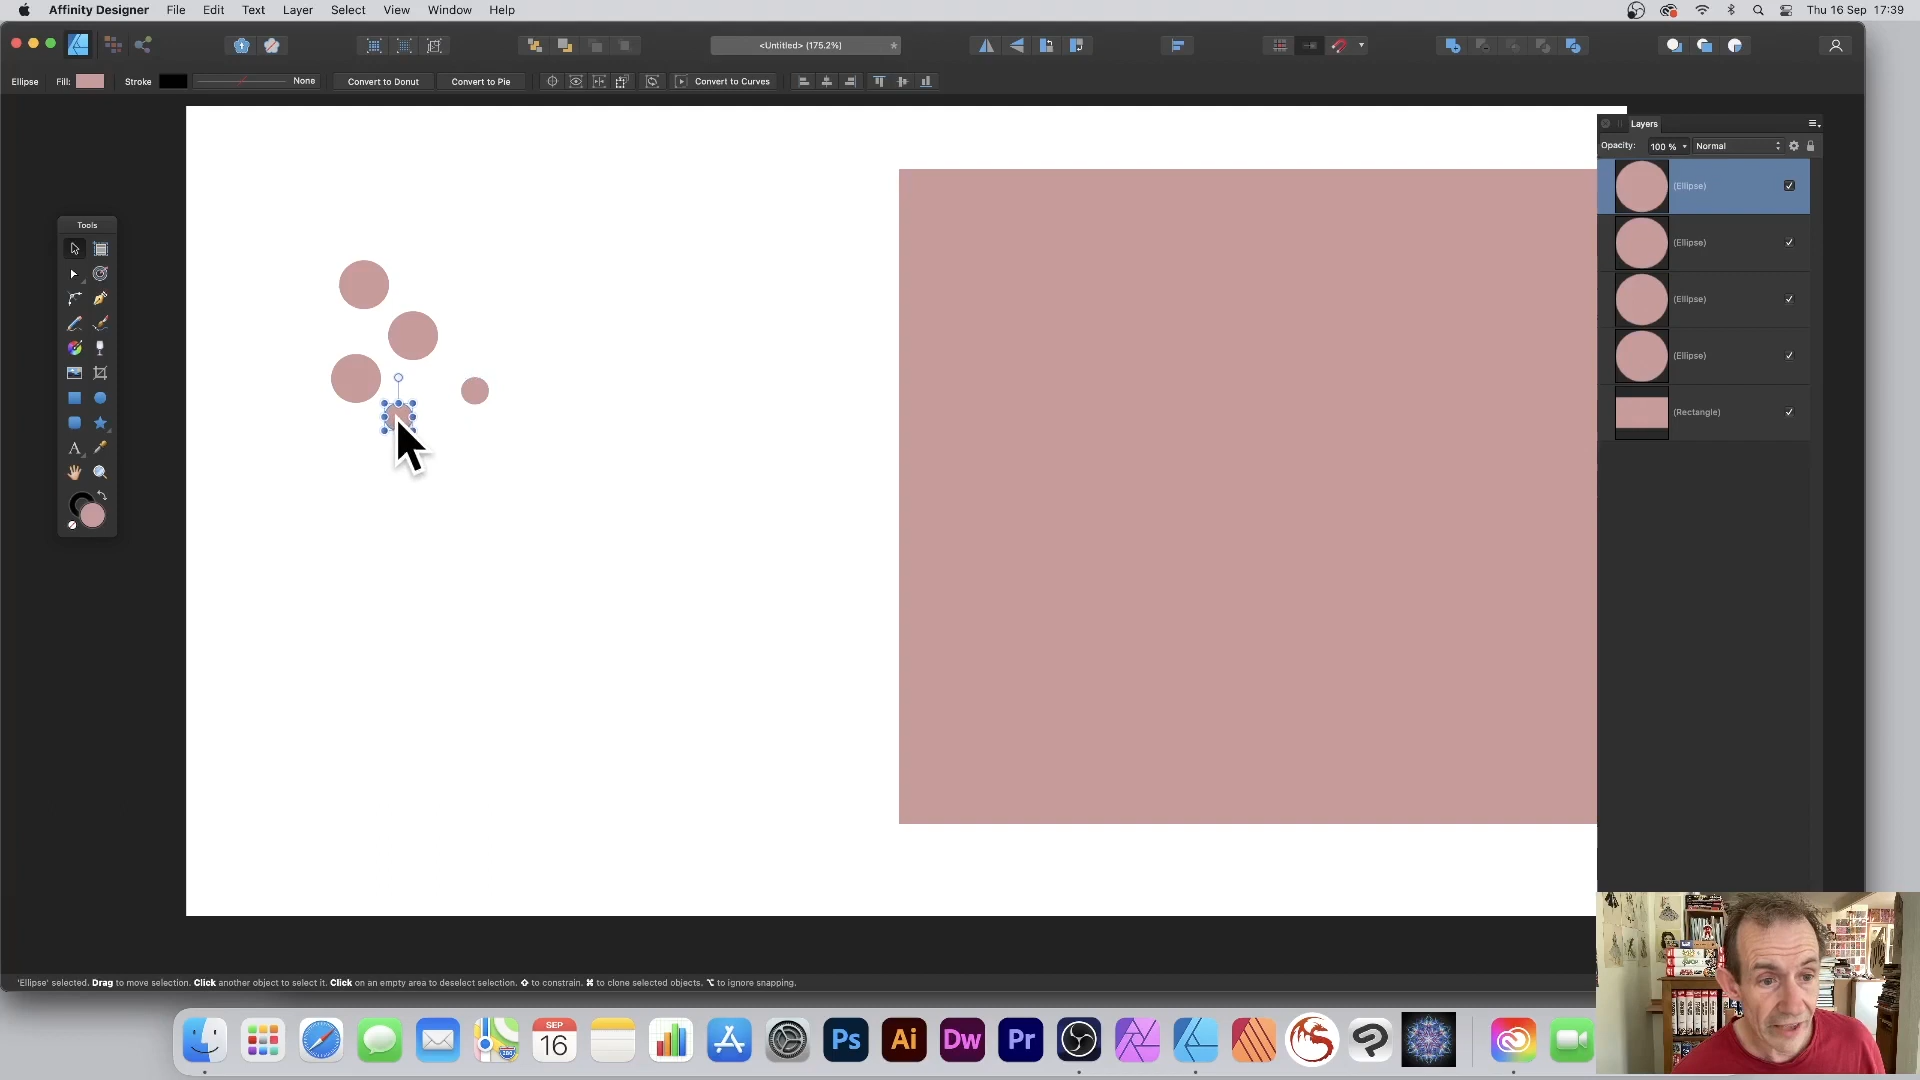 Affinity Designer File Edit Text Layer Select View Window Help Thu 16 Sep 17:39
<Untitled> (175.2%)
Ellipse Fill: Stroke None Convert to Donut Convert to Pie Convert to Curves
Layers
Opacity: 100 % Normal
(Ellipse)
(Ellipse)
(Ellipse)
(Ellipse)
(Rectangle)
Tools
A
'Ellipse' selected. Drag to move selection. Click another object to select it. Click on an empty area to deselect selection. ⇧ to constrain. ⌘ to clone selected objects. ⌥ to ignore snapping.
SEP
16
280
Ps
Ai
Dw
Pr